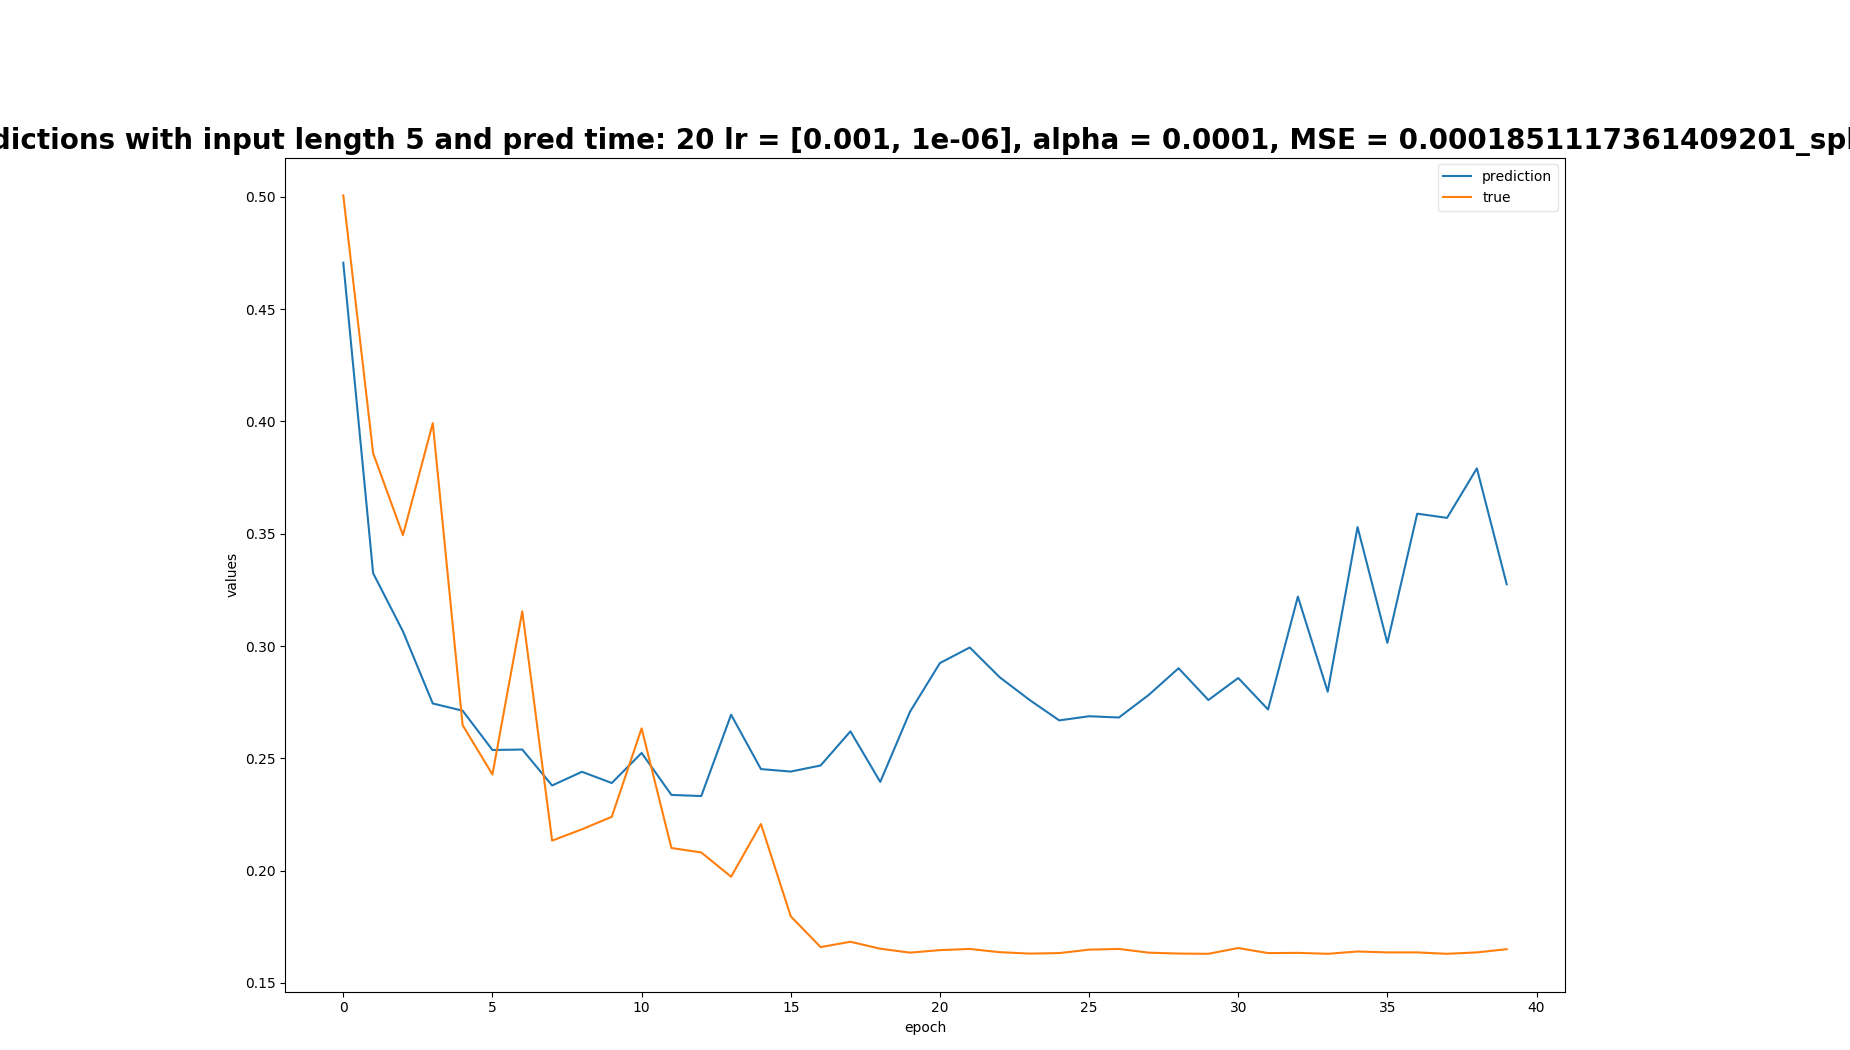 dictions with input length 5 and pred time: 20 lr = [0.001, 1e-06], alpha = 0.0001, MSE = 0.0001851117361409201_spl
prediction
true
0.50
0.45
0.40
0.35
0.30
0.25
0.20
0.15
values
0 5 10 15 20 25 30 35 40
epoch